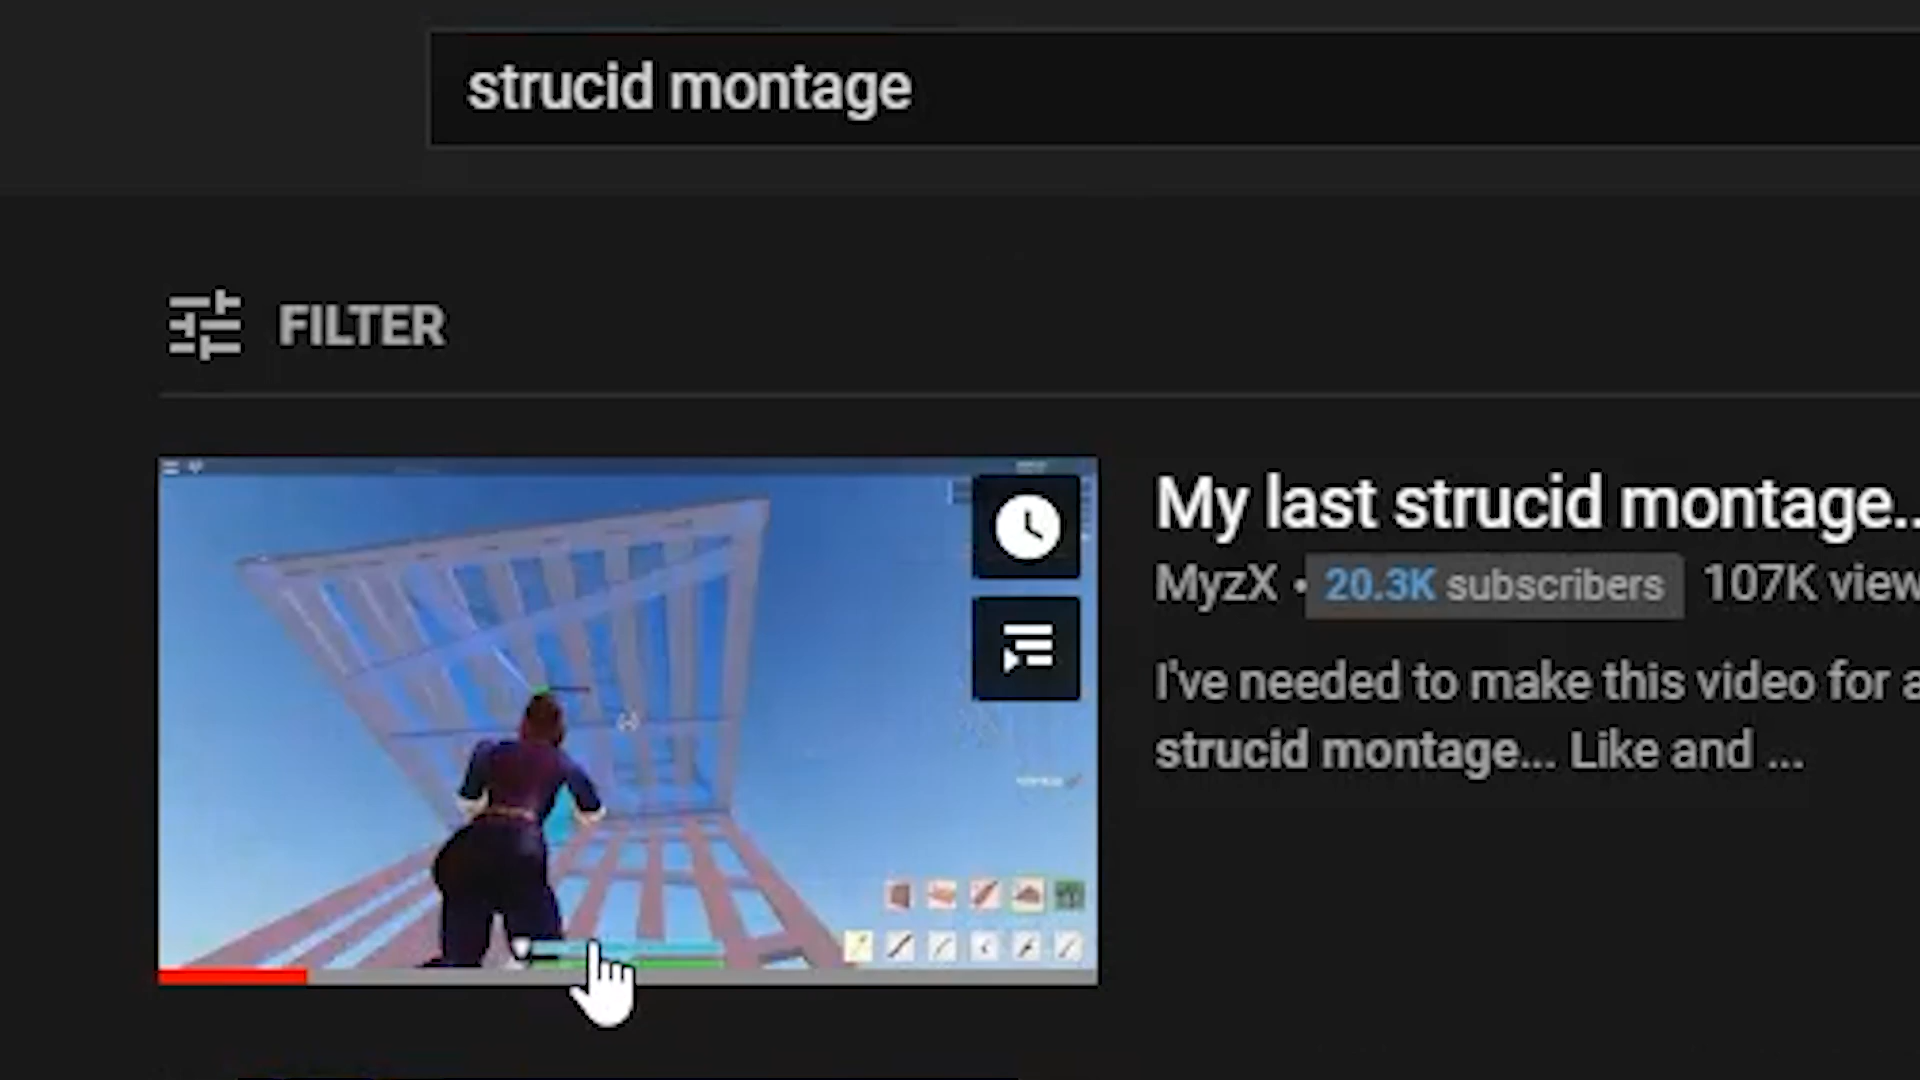 strucid montage
FILTER
My last strucid montage..
MyzX • 20.3K subscribers 107K view
I've needed to make this video for a
strucid montage... Like and ...